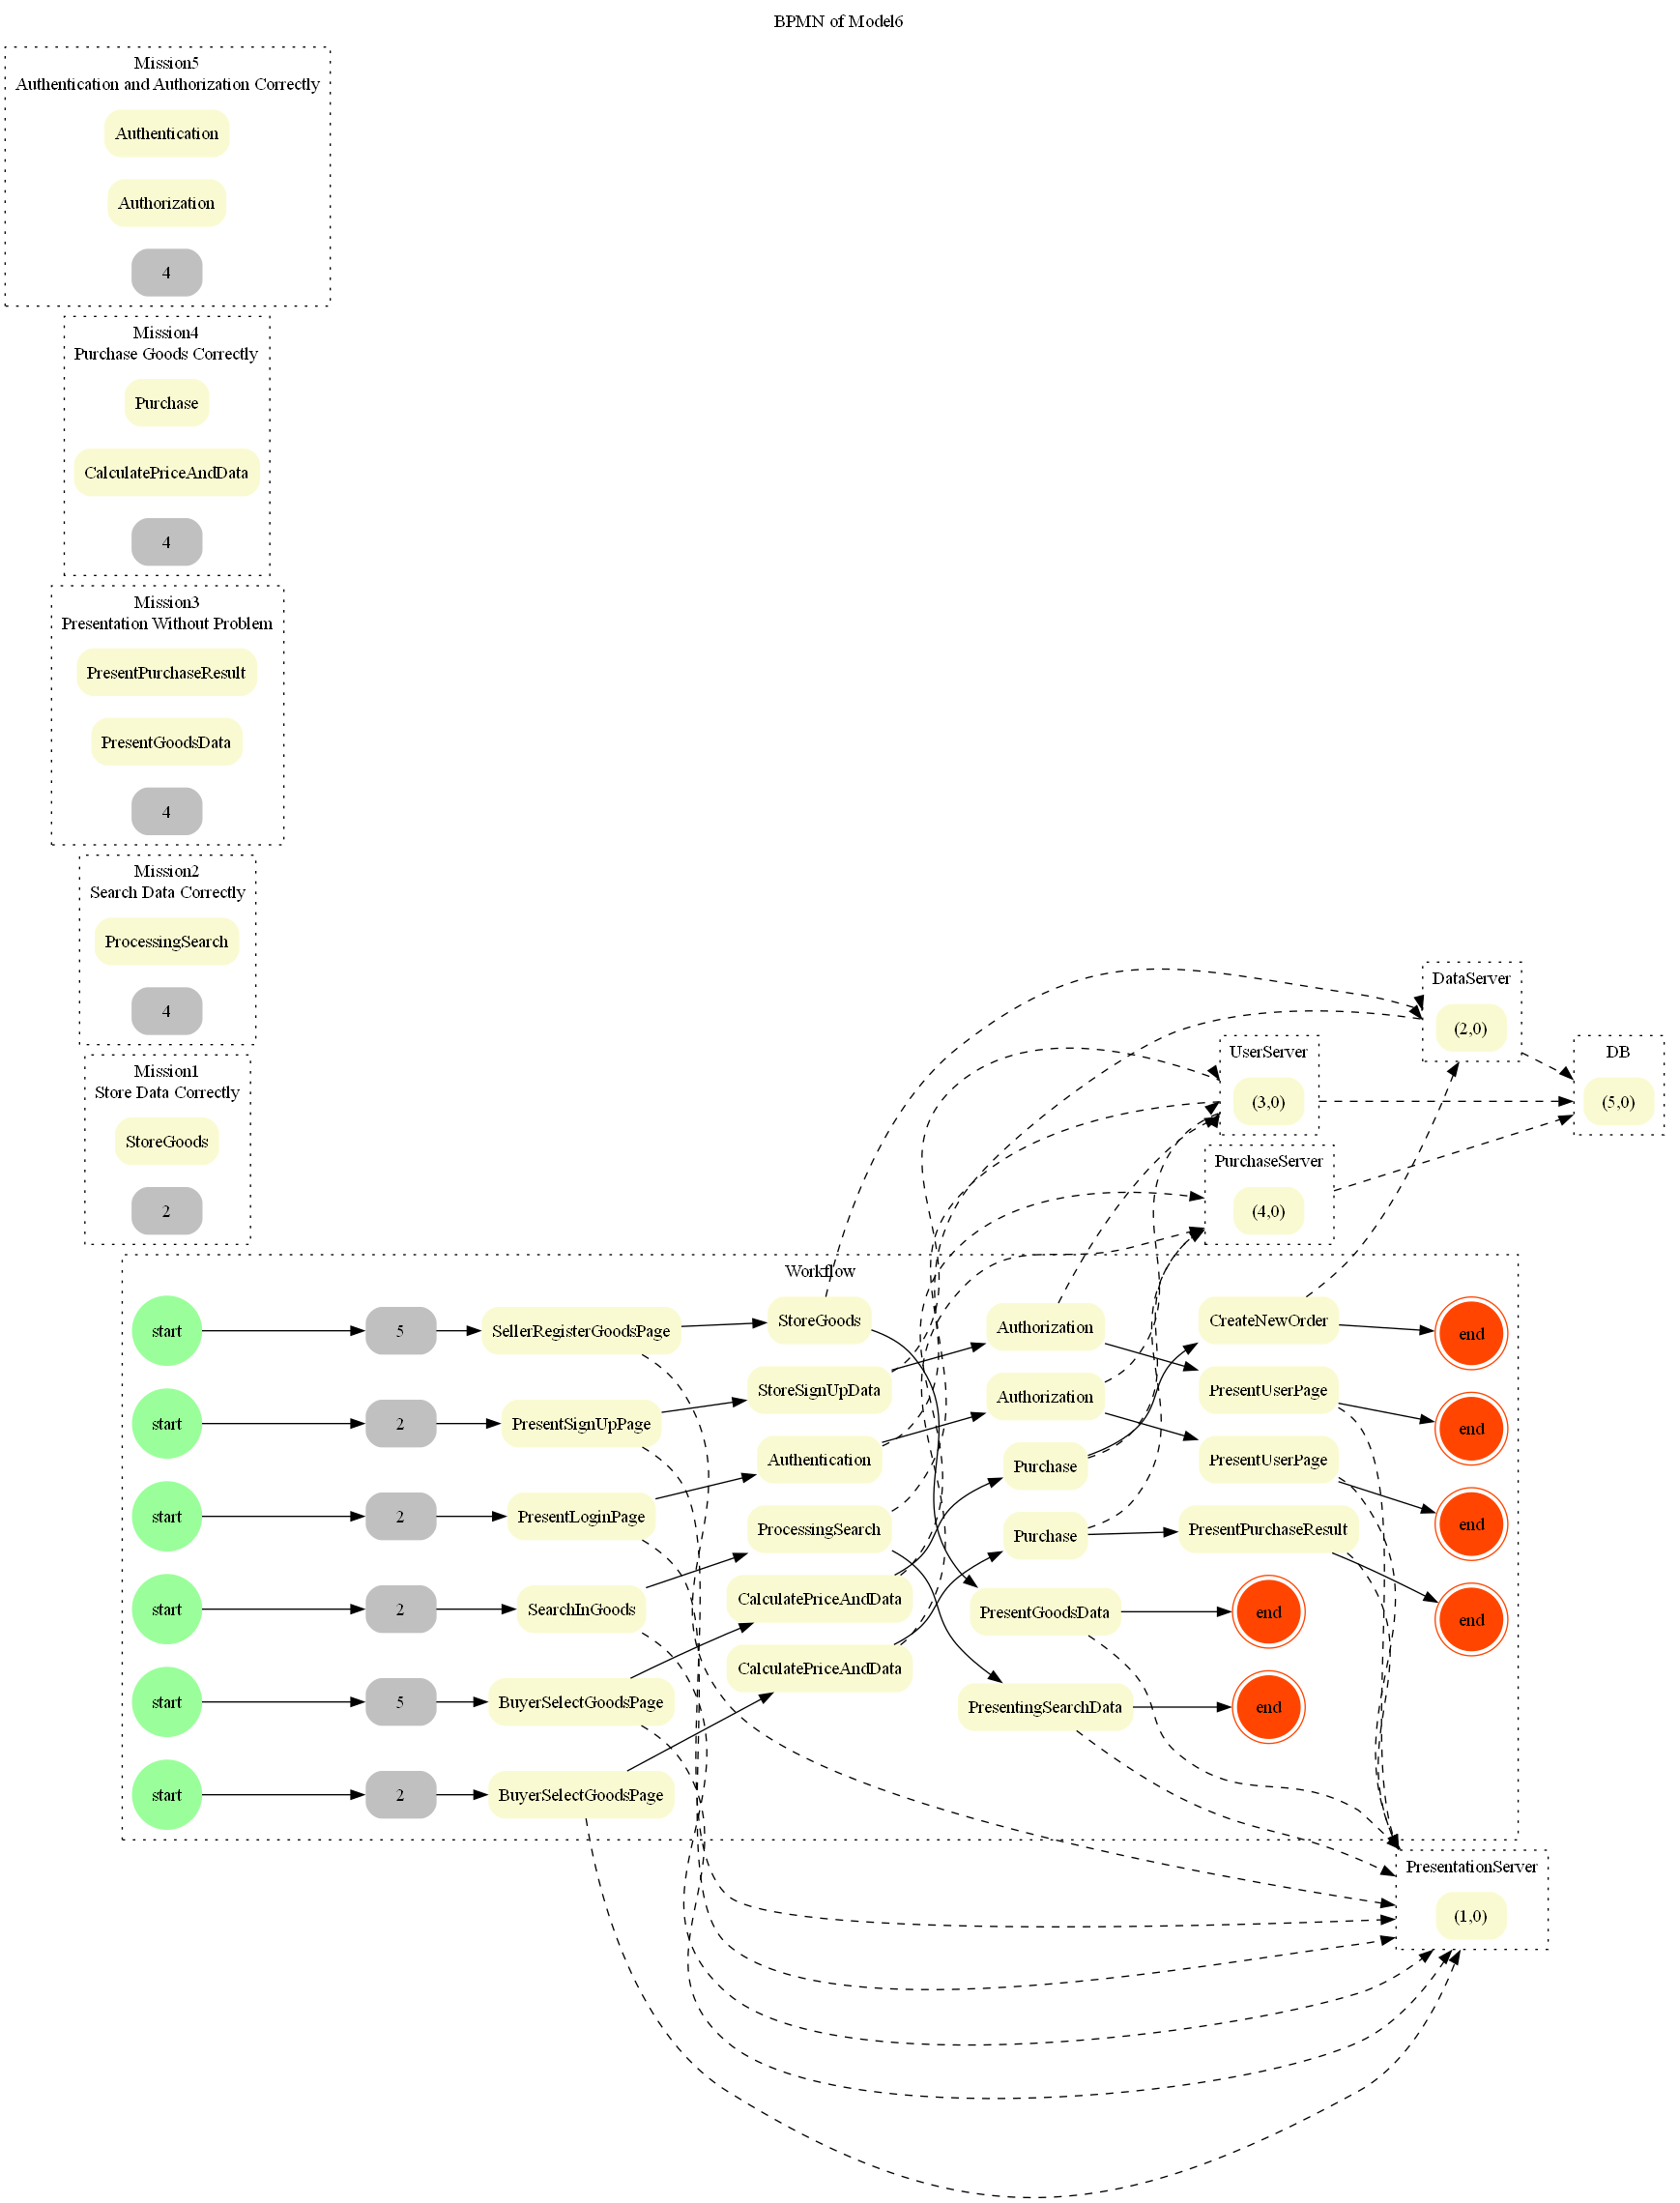 BPMN of Model6
Mission5
Authentication and Authorization Correctly
Authentication
Authorization
4
Mission4
Purchase Goods Correctly
Purchase
CalculatePriceAndData
4
Mission3
Presentation Without Problem
PresentPurchaseResult
PresentGoodsData
4
Mission2
Search Data Correctly
ProcessingSearch
4
Mission1
Store Data Correctly
StoreGoods
2
DataServer
(2,0)
UserServer
(3,0)
DB
(5,0)
PurchaseServer
(4,0)
Workflow
start
5
SellerRegisterGoodsPage
StoreGoods
Authorization
CreateNewOrder
end
start
2
PresentSignUpPage
StoreSignUpData
Authorization
PresentUserPage
end
start
2
PresentLoginPage
Authentication
Purchase
PresentUserPage
end
start
2
SearchInGoods
ProcessingSearch
Purchase
PresentPurchaseResult
end
CalculatePriceAndData
PresentGoodsData
end
start
5
BuyerSelectGoodsPage
CalculatePriceAndData
PresentingSearchData
end
start
2
BuyerSelectGoodsPage
PresentationServer
(1,0)